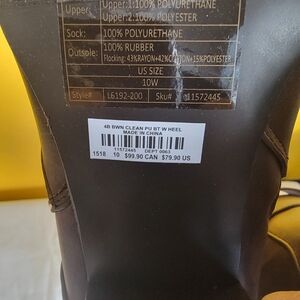 Upper:
Upper:1:100% POLYURETHANE
Upper:2:100% POLYESTER
Sock: 100% POLYURETHANE
Outsole: 100% RUBBER
Flocking: 43%RAYON+42%COTTON+15%POLYESTER
US SIZE
10W
Style# L6192-200 Sku# 11572445
4B BWN CLEAN PU BT W HEEL
MADE IN CHINA
11572445 DEPT 0063
1518 10 $99.90 CAN $79.90 US